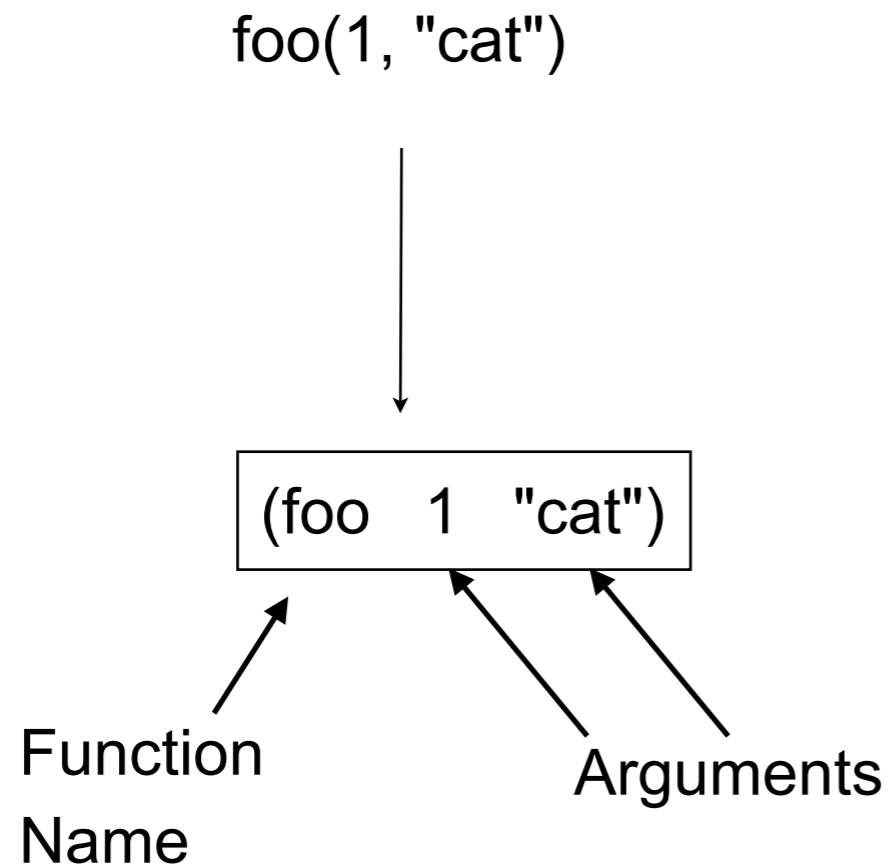 foo(1, "cat")
(foo 1 "cat")
Function
Name
Arguments